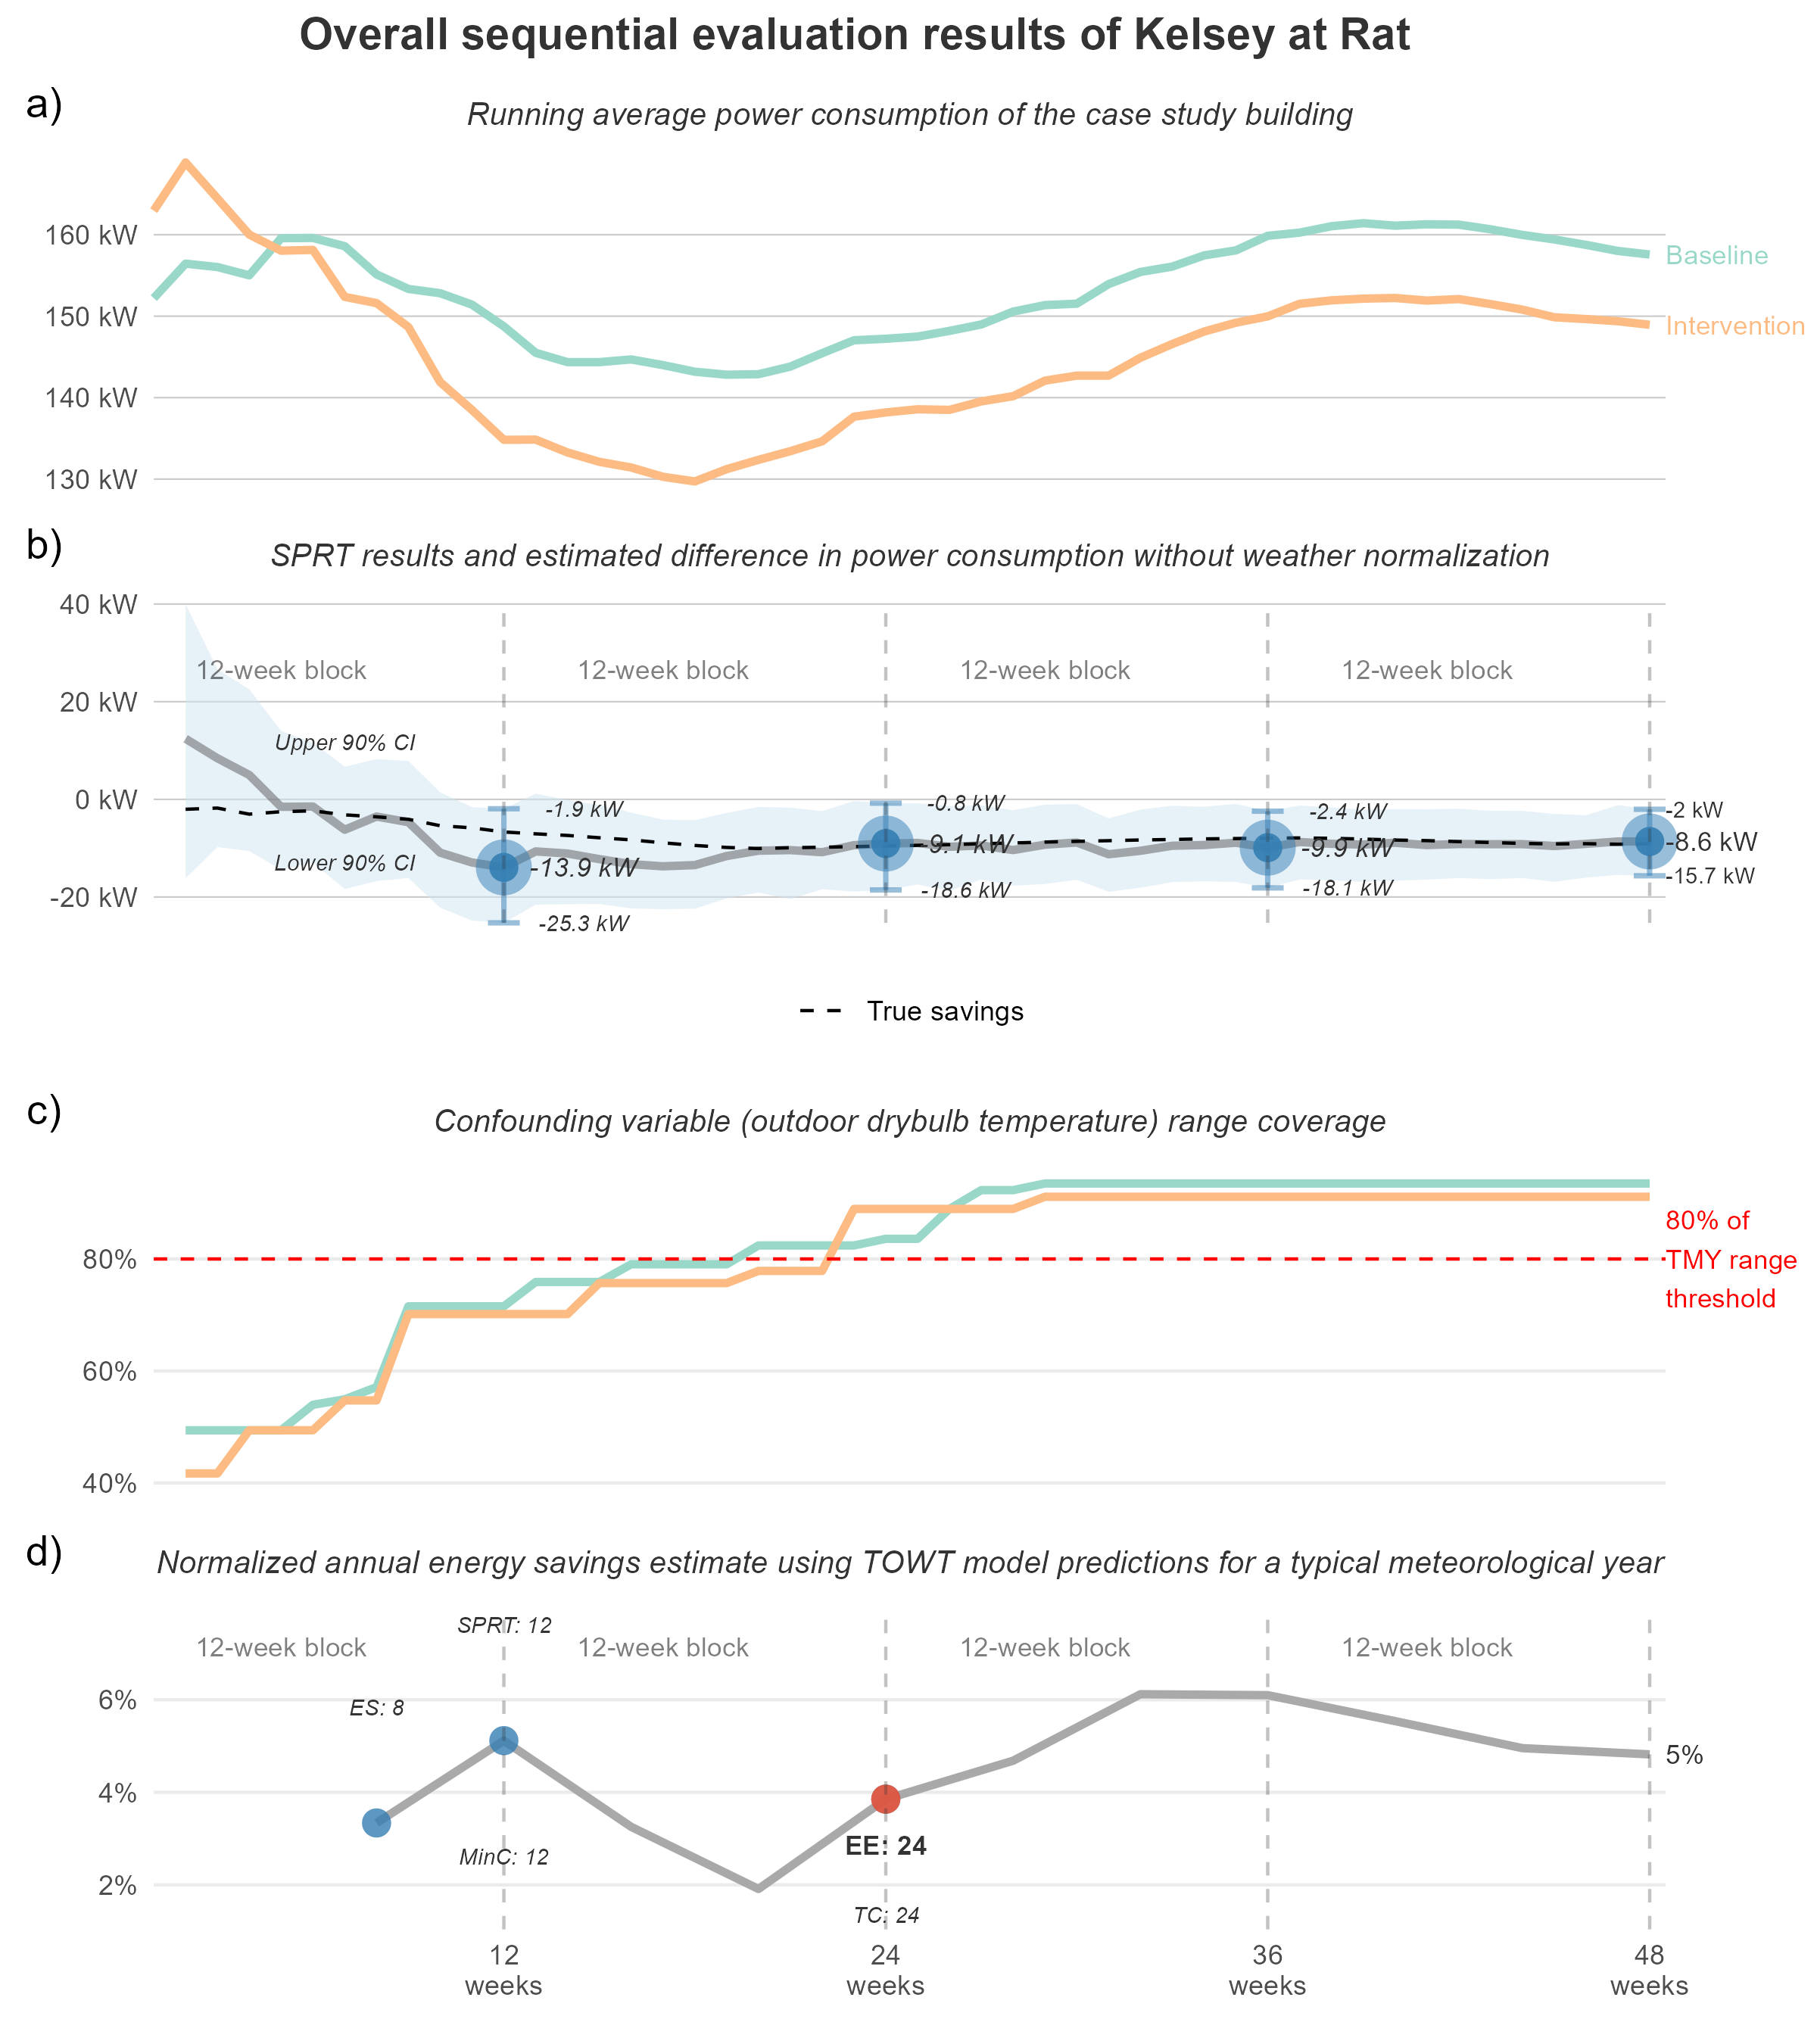 Overall sequential evaluation results of Kelsey at Rat
a)
Running average power consumption of the case study building
160 kW
150 kW
140 kW
130 kW
Baseline
Intervention
b)
SPRT results and estimated difference in power consumption without weather normalization
40 kW
20 kW
0 kW
-20 kW
12-week block
12-week block
12-week block
12-week block
Upper 90% CI
Lower 90% CI
-1.9 kW
-13.9 kW
-25.3 kW
-0.8 kW
-9.1 kW
-18.6 kW
-2.4 kW
-9.9 kW
-18.1 kW
-2 kW
-8.6 kW
-15.7 kW
True savings
c)
Confounding variable (outdoor drybulb temperature) range coverage
80%
60%
40%
80% of
TMY range
threshold
d)
Normalized annual energy savings estimate using TOWT model predictions for a typical meteorological year
SPRT: 12
12-week block
12-week block
12-week block
12-week block
6%
4%
2%
ES: 8
MinC: 12
EE: 24
TC: 24
5%
12
weeks
24
weeks
36
weeks
48
weeks